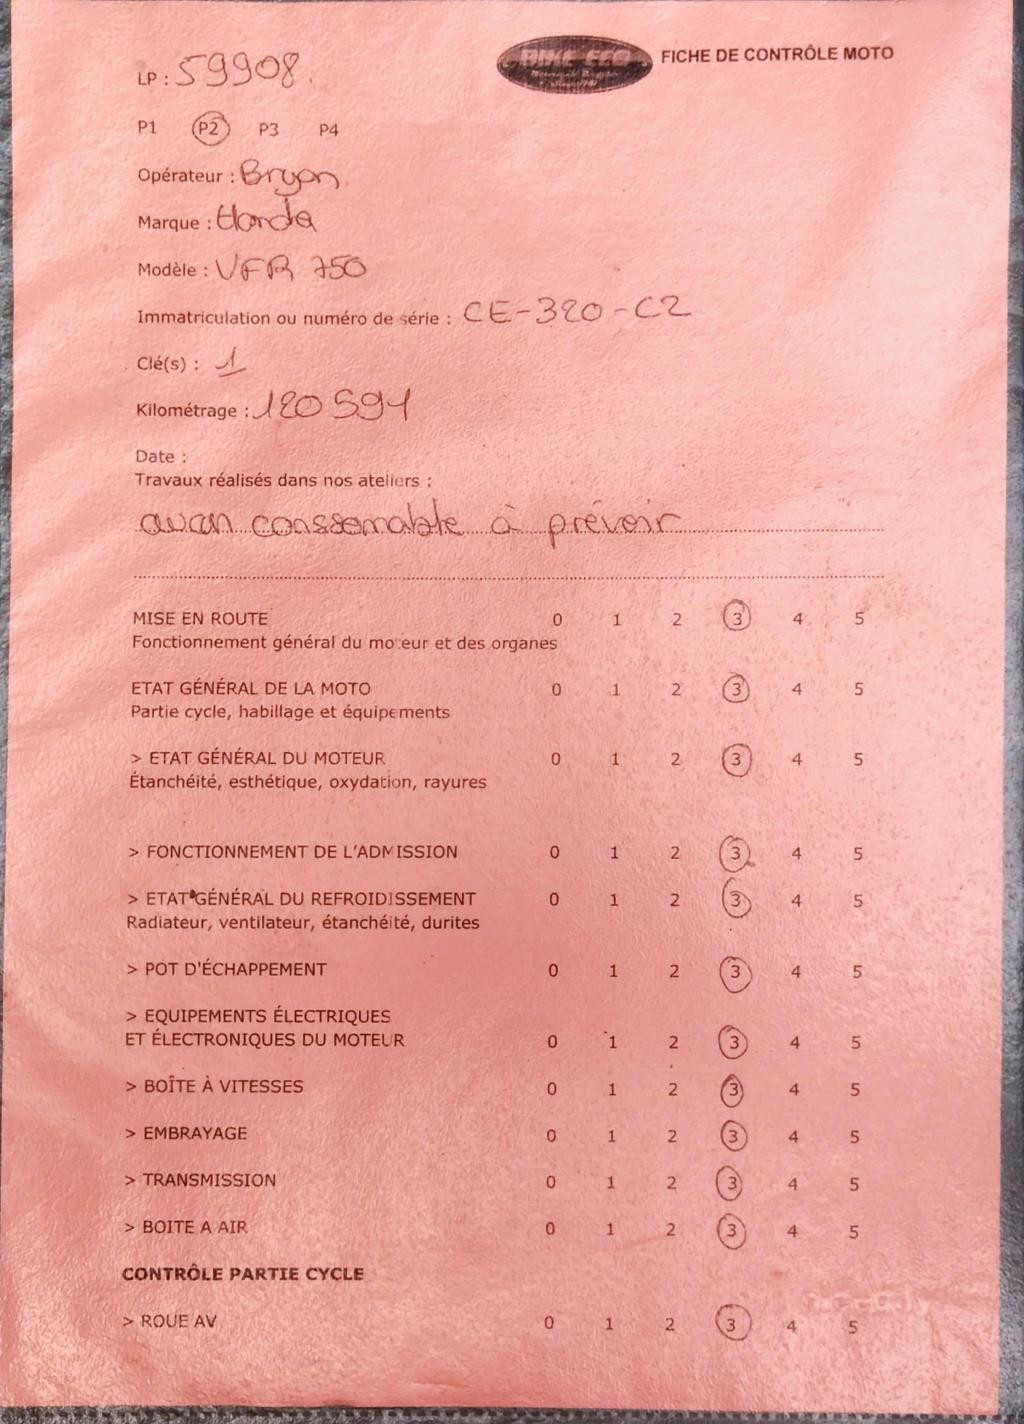 FICHE DE CONTRÔLE MOTO
LP : 59908.
P1 P2 P3 P4
Opérateur : Bryan
Marque : Honda
Modèle : VFR 750
Immatriculation ou numéro de série : CE-320-CZ
Clé(s) : 1
Kilométrage : 120 591
Date :
Travaux réalisés dans nos ateliers :
conssomable à prévoir
MISE EN ROUTE 0 1 2 3 4 5
Fonctionnement général du moteur et des organes
ETAT GÉNÉRAL DE LA MOTO 0 1 2 3 4 5
Partie cycle, habillage et équipements
> ETAT GÉNÉRAL DU MOTEUR 0 1 2 3 4 5
Étanchéité, esthétique, oxydation, rayures
> FONCTIONNEMENT DE L'ADMISSION 0 1 2 3 4 5
> ETAT GÉNÉRAL DU REFROIDISSEMENT 0 1 2 3 4 5
Radiateur, ventilateur, étanchéité, durites
> POT D'ÉCHAPPEMENT 0 1 2 3 4 5
> EQUIPEMENTS ÉLECTRIQUES
ET ÉLECTRONIQUES DU MOTEUR 0 1 2 3 4 5
> BOÎTE À VITESSES 0 1 2 3 4 5
> EMBRAYAGE 0 1 2 3 4 5
> TRANSMISSION 0 1 2 3 4 5
> BOITE A AIR 0 1 2 3 4 5
CONTRÔLE PARTIE CYCLE
> ROUE AV 0 1 2 3 4 5